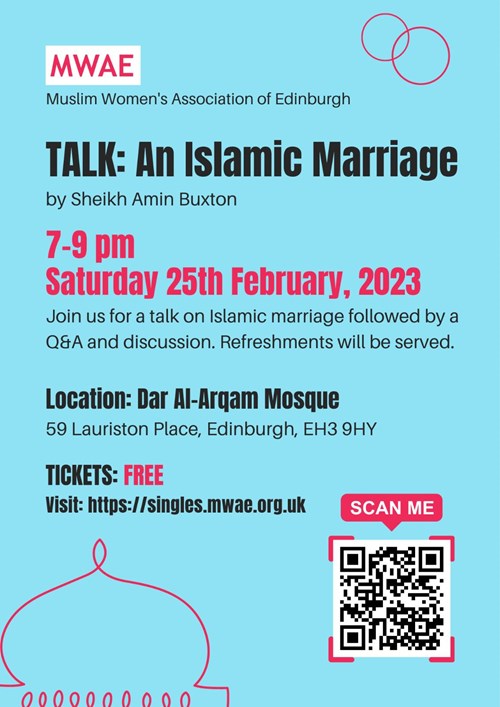 MWAE
Muslim Women's Association of Edinburgh
TALK: An Islamic Marriage
by Sheikh Amin Buxton
7-9 pm
Saturday 25th February, 2023
Join us for a talk on Islamic marriage followed by a
Q&A and discussion. Refreshments will be served.
Location: Dar Al-Arqam Mosque
59 Lauriston Place, Edinburgh, EH3 9HY
TICKETS: FREE
Visit: https://singles.mwae.org.uk
SCAN ME